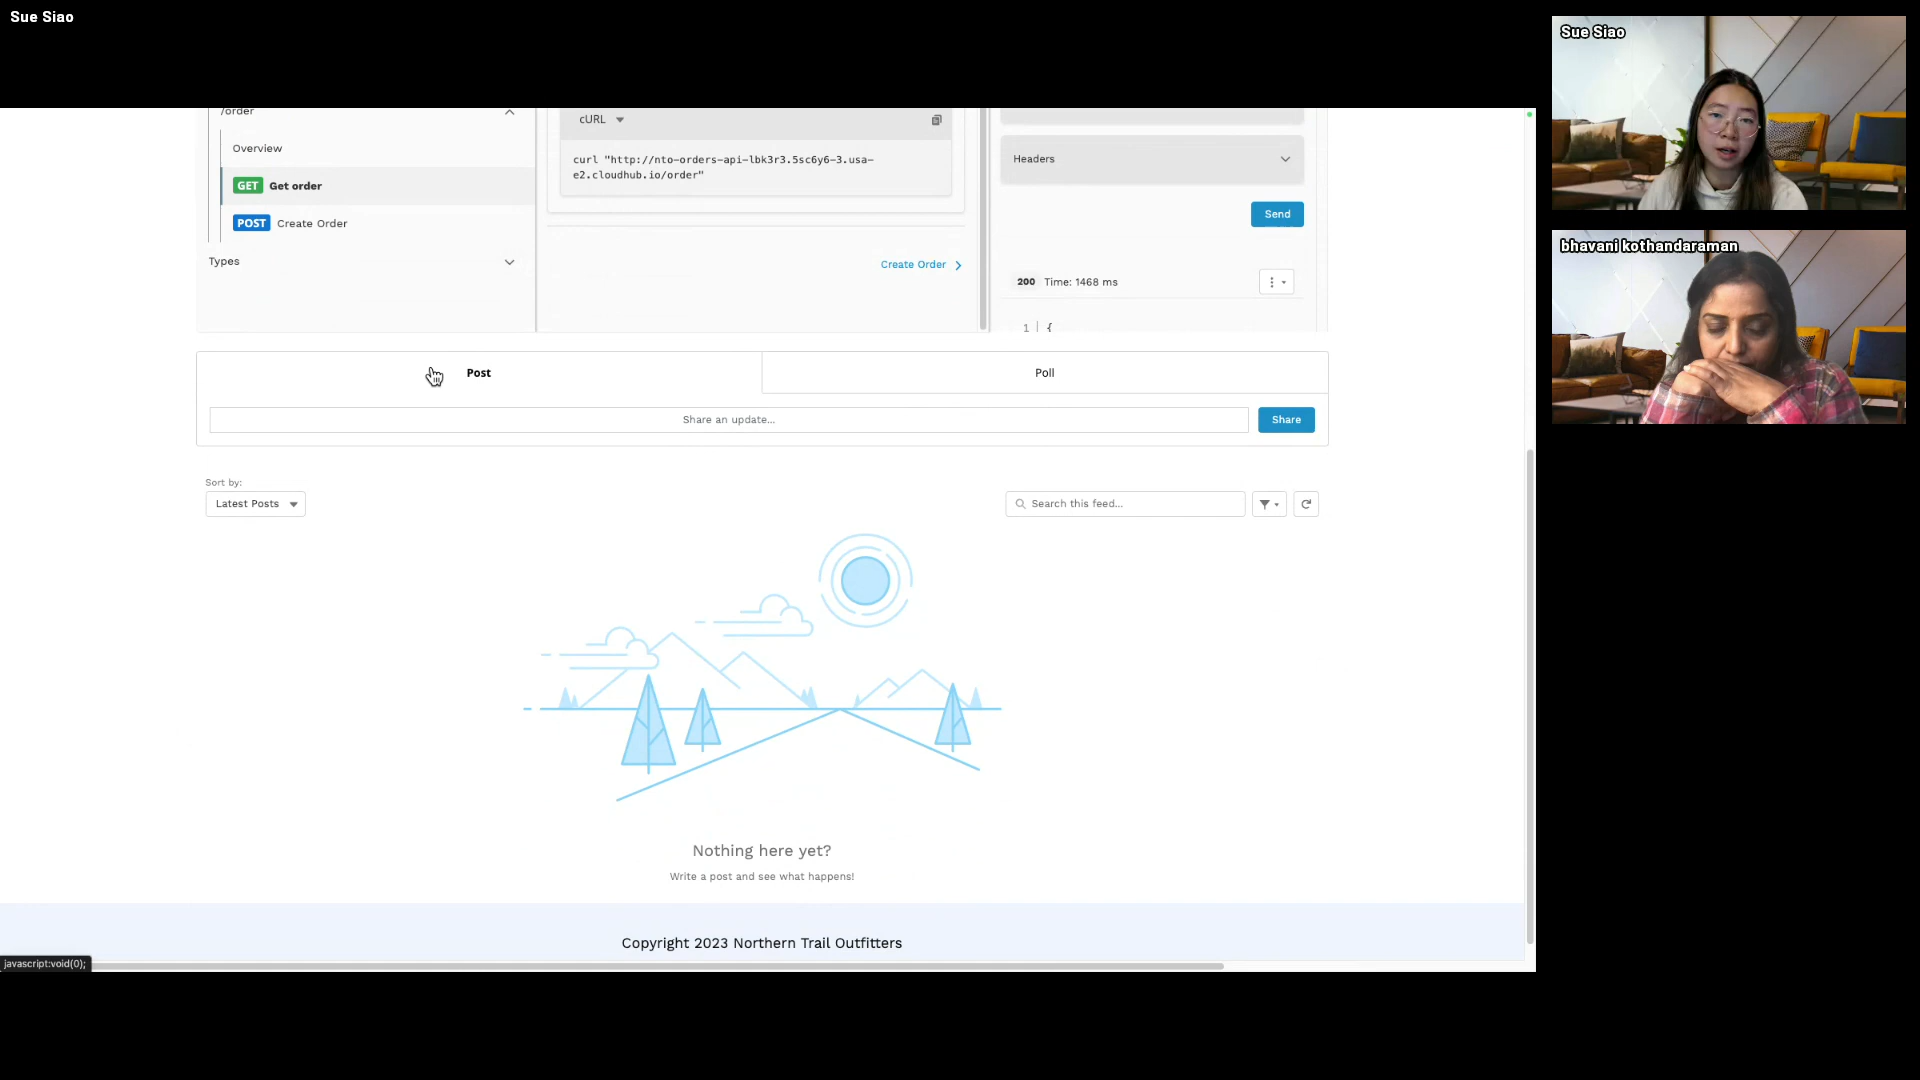 Sue Siao
Sue Siao
bhavani kothandaraman
/order
Overview
GET Get order
POST Create Order
Types
cURL
curl "http://nto-orders-api-lbk3r3.5sc6y6-3.usa-
e2.cloudhub.io/order"
Create Order
Headers
Send
200 Time: 1468 ms
1 {
Post
Poll
Share an update...
Share
Sort by:
Latest Posts
Search this feed...
Nothing here yet?
Write a post and see what happens!
Copyright 2023 Northern Trail Outfitters
javascript:void(0);